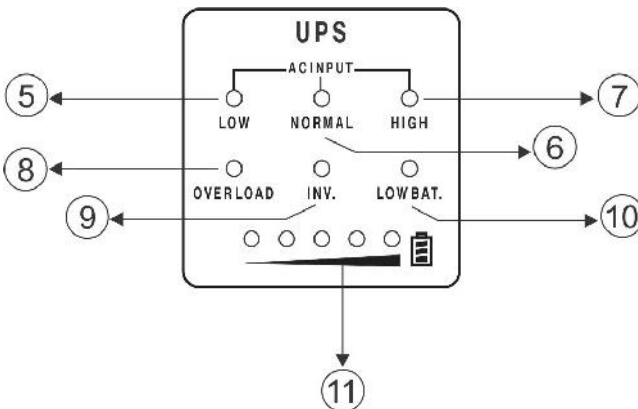 UPS
ACINPUT
5 7
LOW NORMAL HIGH
6
8
OVERLOAD INV. LOWBAT.
9 10
11